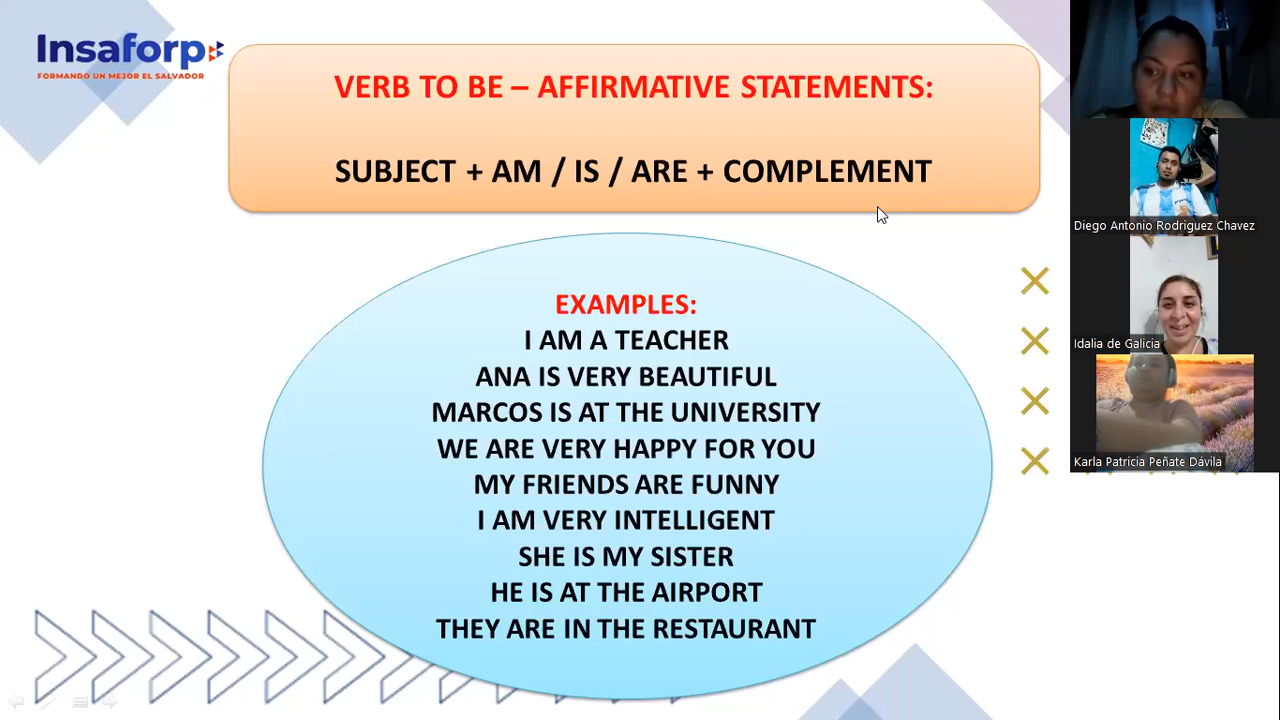 Insaforp
FORMANDO UN MEJOR EL SALVADOR
VERB TO BE – AFFIRMATIVE STATEMENTS:
SUBJECT + AM / IS / ARE + COMPLEMENT
EXAMPLES:
I AM A TEACHER
ANA IS VERY BEAUTIFUL
MARCOS IS AT THE UNIVERSITY
WE ARE VERY HAPPY FOR YOU
MY FRIENDS ARE FUNNY
I AM VERY INTELLIGENT
SHE IS MY SISTER
HE IS AT THE AIRPORT
THEY ARE IN THE RESTAURANT
Diego Antonio Rodriguez Chavez
Idalia de Galicia
Karla Patricia Peñate Dávila